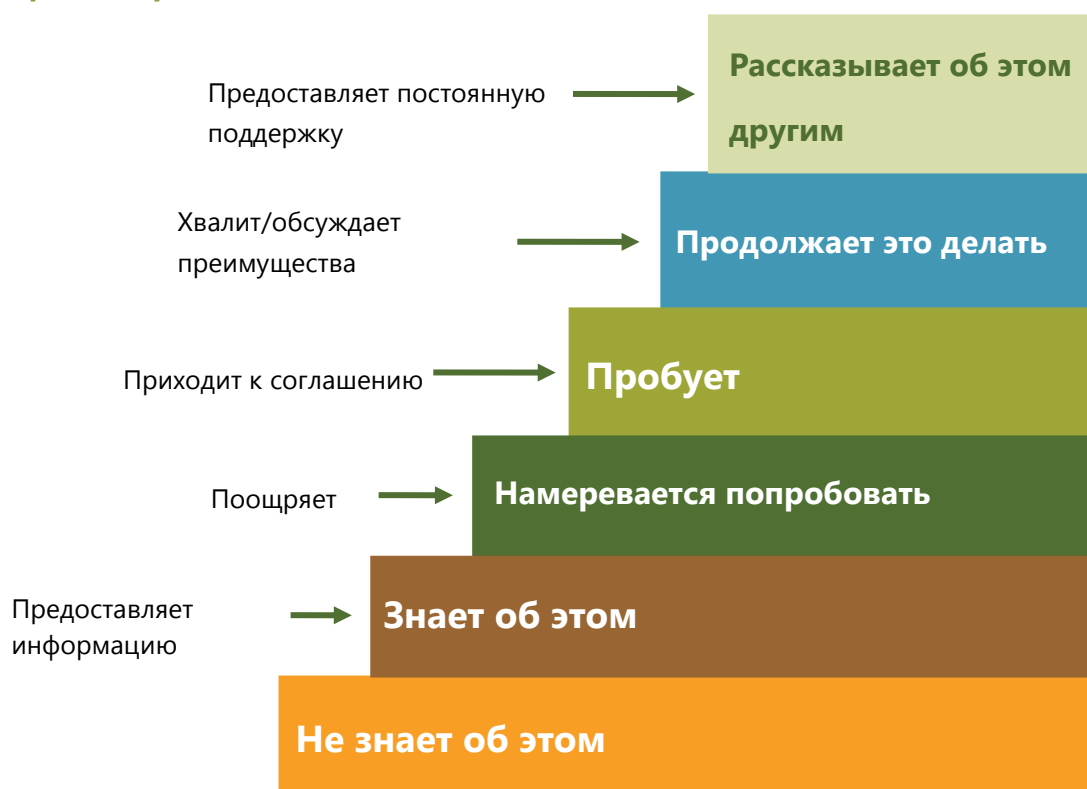 Рассказывает об этом
другим
Предоставляет постоянную
поддержку
Хвалит/обсуждает
преимущества
Продолжает это делать
Приходит к соглашению
Пробует
Поощряет
Намеревается попробовать
Предоставляет
информацию
Знает об этом
Не знает об этом